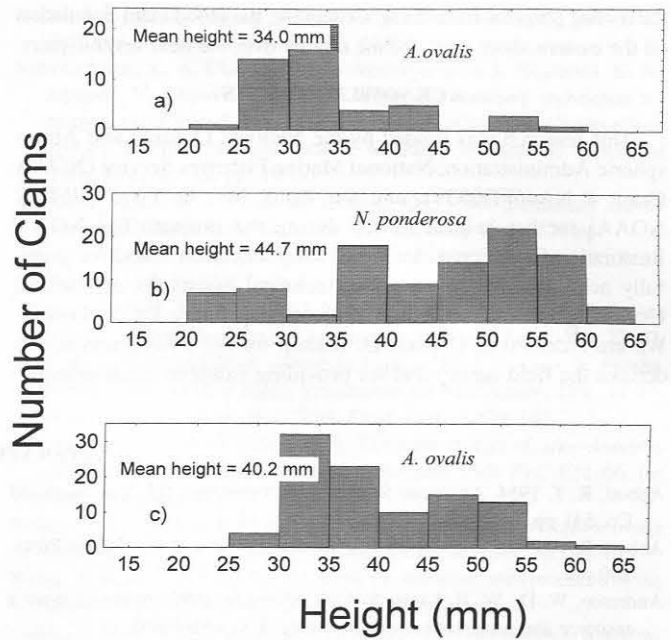 Number of Clams
20
10
0
Mean height = 34.0 mm
A.ovalis
a)
15 20 25 30 35 40 45 50 55 60 65
30
20
10
0
N. ponderosa
Mean height = 44.7 mm
b)
15 20 25 30 35 40 45 50 55 60 65
30
20
10
0
Mean height = 40.2 mm
A. ovalis
c)
15 20 25 30 35 40 45 50 55 60 65
Height (mm)